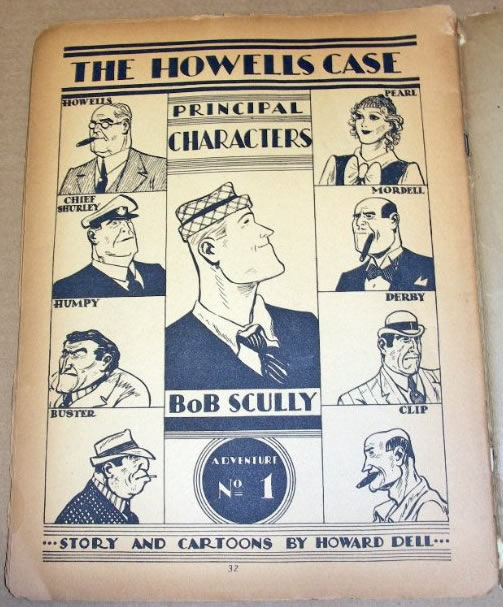 THE HOWELLS CASE
HOWELLS
PRINCIPAL
CHARACTERS
PEARL
CHIEF
SHURLEY
MORDELL
HUMPY
DERBY
BUSTER
BOB SCULLY
CLIP
ADVENTURE
No 1
...STORY AND CARTOONS BY HOWARD DELL...
32